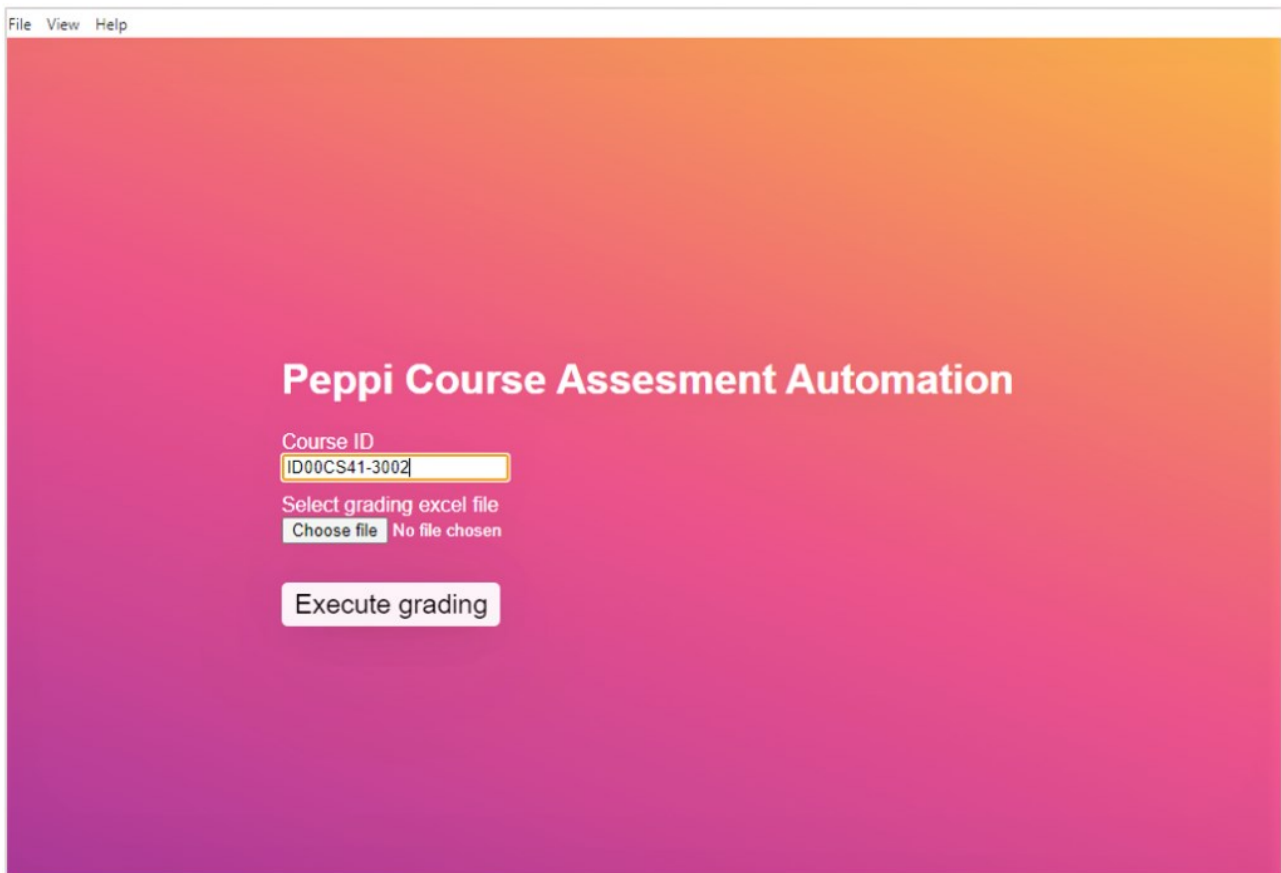 File View Help
Peppi Course Assesment Automation
Course ID
ID00CS41-3002
Select grading excel file
Choose file No file chosen
Execute grading